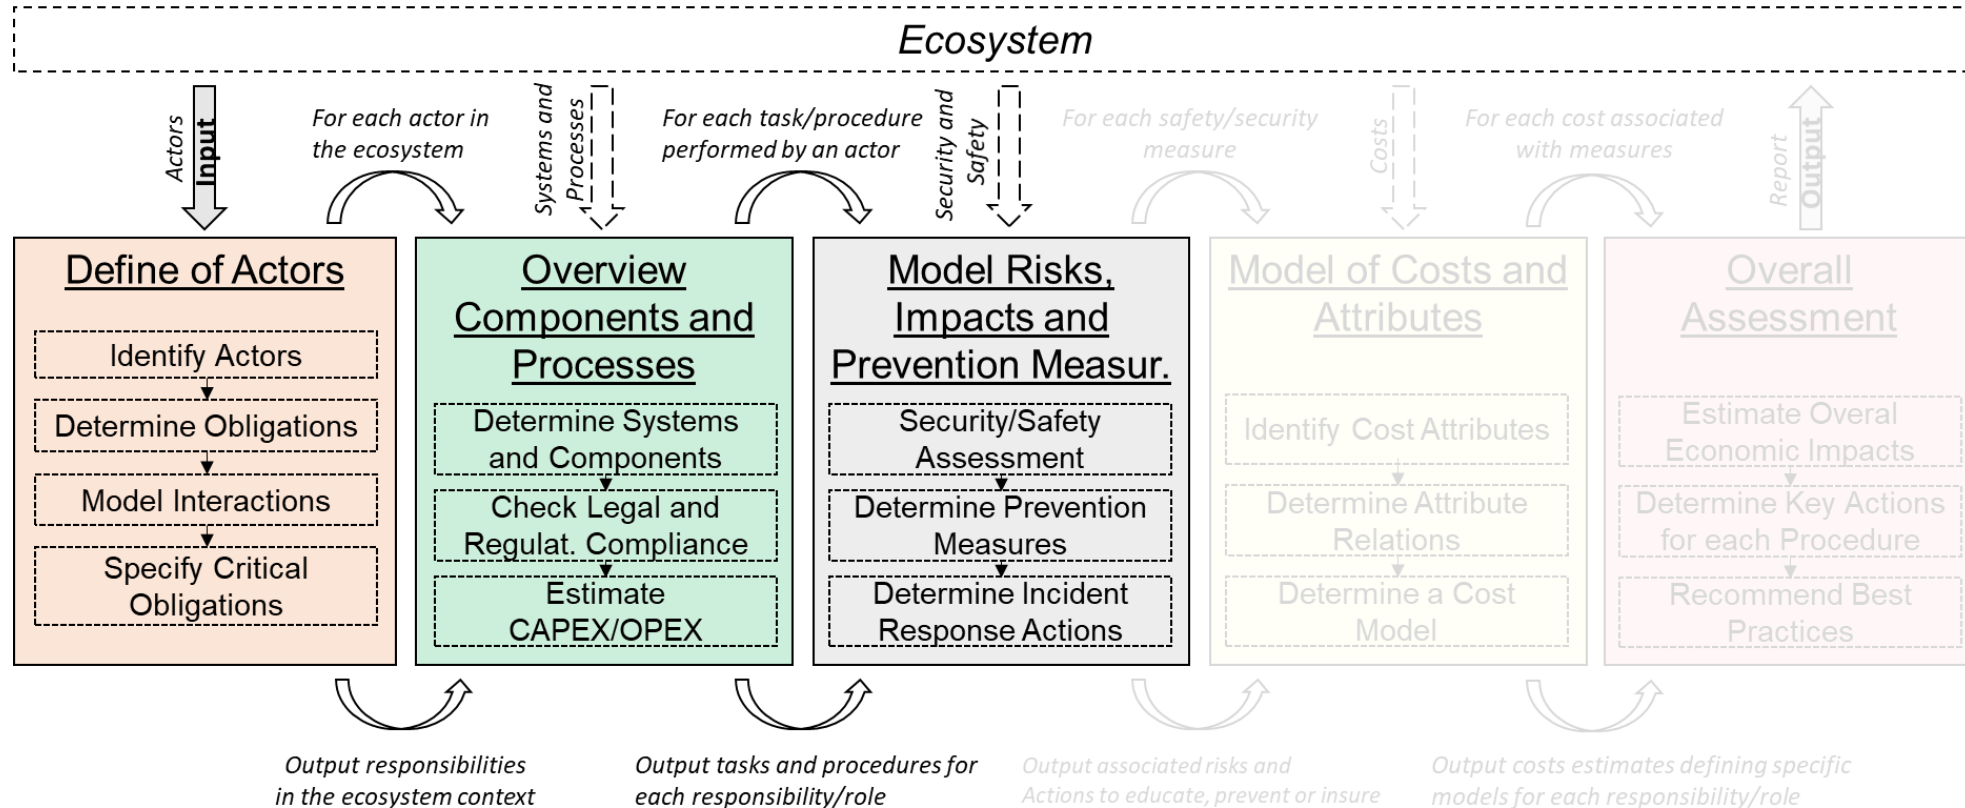 Ecosystem
Actors
Input
For each actor in
the ecosystem
Systems and
Processes
For each task/procedure
performed by an actor
Security and
Safety
For each safety/security
measure
Costs
For each cost associated
with measures
Report
Output
Define of Actors
Identify Actors
Determine Obligations
Model Interactions
Specify Critical
Obligations
Overview
Components and
Processes
Determine Systems
and Components
Check Legal and
Regulat. Compliance
Estimate
CAPEX/OPEX
Model Risks,
Impacts and
Prevention Measur.
Security/Safety
Assessment
Determine Prevention
Measures
Determine Incident
Response Actions
Model of Costs and
Attributes
Identify Cost Attributes
Determine Attribute
Relations
Determine a Cost
Model
Overall
Assessment
Estimate Overal
Economic Impacts
Determine Key Actions
for each Procedure
Recommend Best
Practices
Output responsibilities
in the ecosystem context
Output tasks and procedures for
each responsibility/role
Output associated risks and
Actions to educate, prevent or insure
Output costs estimates defining specific
models for each responsibility/role